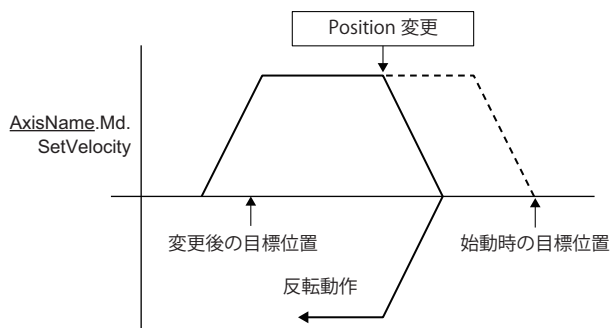 Position 変更
AxisName.Md.
SetVelocity
変更後の目標位置
始動時の目標位置
反転動作